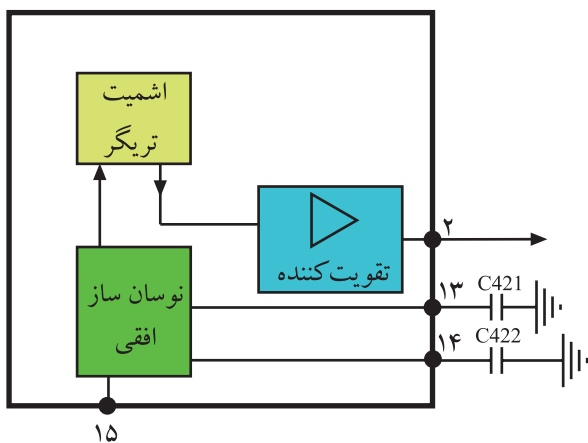 اشمیت
تریگر
تقویت‌کننده
۲
نوسان ساز
افقی
۱۳
C421
۱۴
C422
۱۵